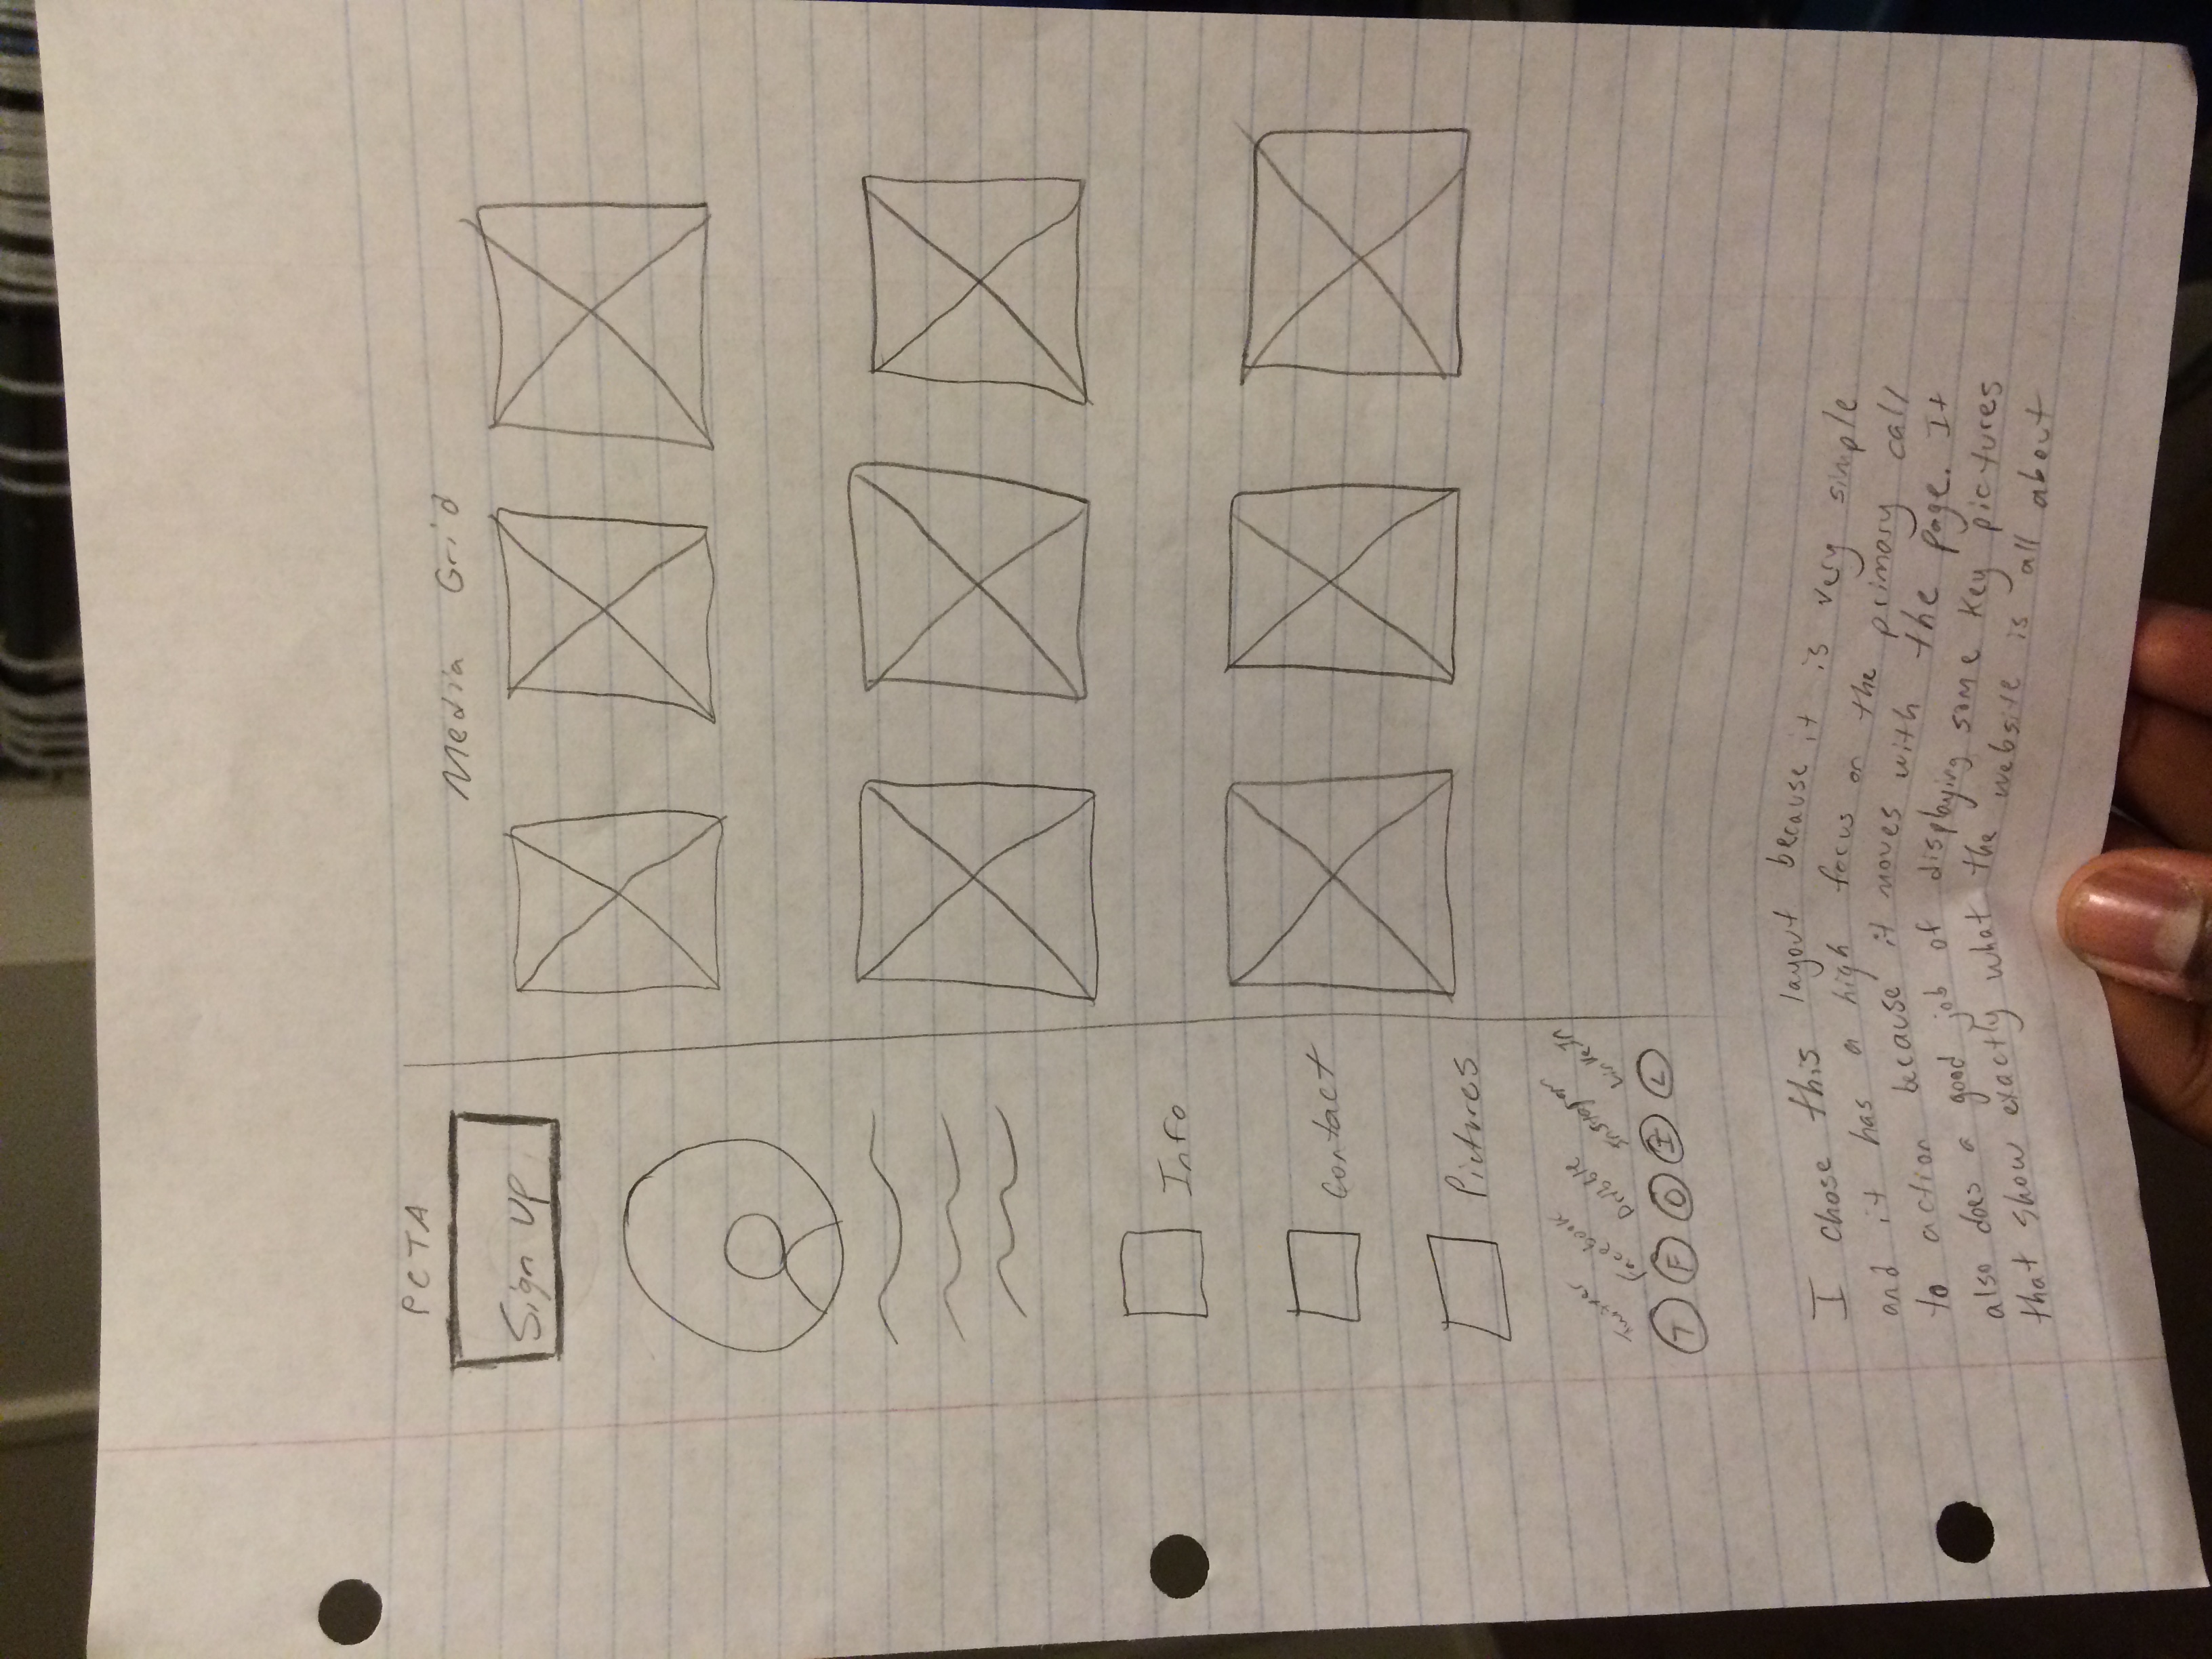 PCTA
Sign up
Media Grid
Info
Contact
Pictures
Twitter
Facebook
Dribble
Instagram
LinkeIn
T F D I L
I chose this layout because it is very simple
and it has a high focus on the primary call
to action because it moves with the page. It
also does a good job of displaying some key pictures
that show exactly what the website is all about